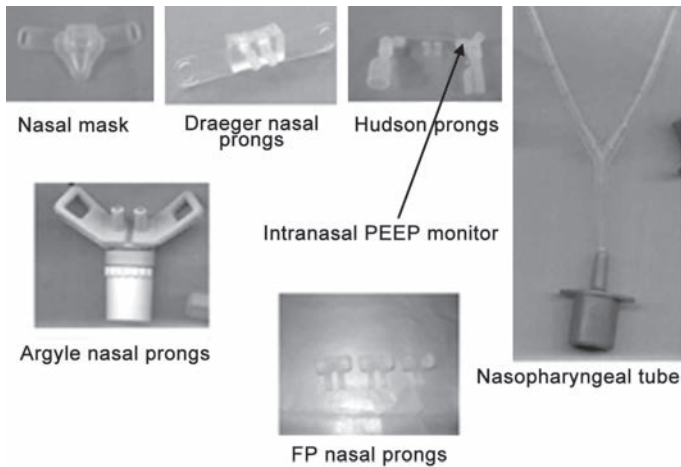 Nasal mask
Draeger nasal
prongs
Hudson prongs
Intranasal PEEP monitor
Argyle nasal prongs
Nasopharyngeal tube
FP nasal prongs